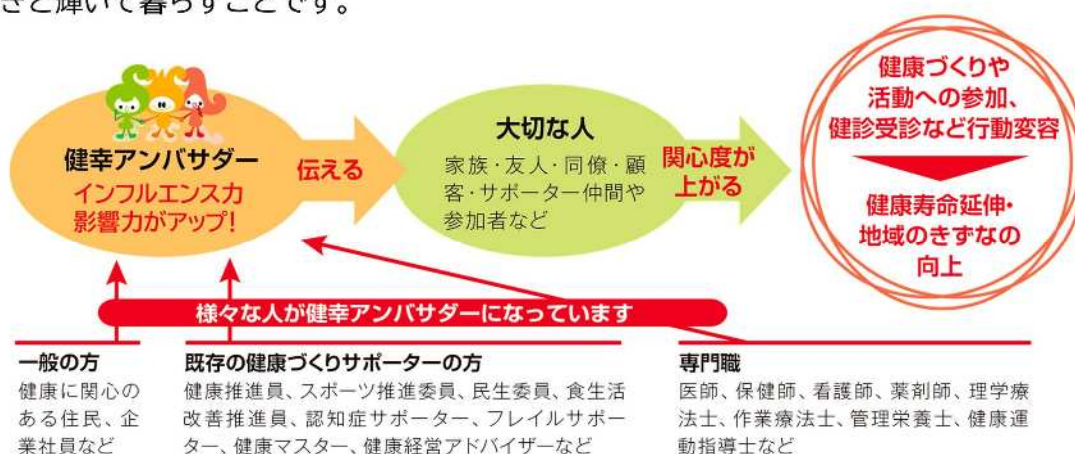 きと輝いて暮らすことです。
健幸アンバサダー
インフルエンス力
影響力がアップ!
伝える
大切な人
家族・友人・同僚・顧
客・サポーター仲間や
参加者など
関心度が
上がる
健康づくりや
活動への参加、
健診受診など行動変容
健康寿命延伸・
地域のきずなの
向上
様々な人が健幸アンバサダーになっています
一般の方
健康に関心の
ある住民、企
業社員など
既存の健康づくりサポーターの方
健康推進員、スポーツ推進委員、民生委員、食生活
改善推進員、認知症サポーター、フレイルサポー
ター、健康マスター、健康経営アドバイザーなど
専門職
医師、保健師、看護師、薬剤師、理学療
法士、作業療法士、管理栄養士、健康運
動指導士など